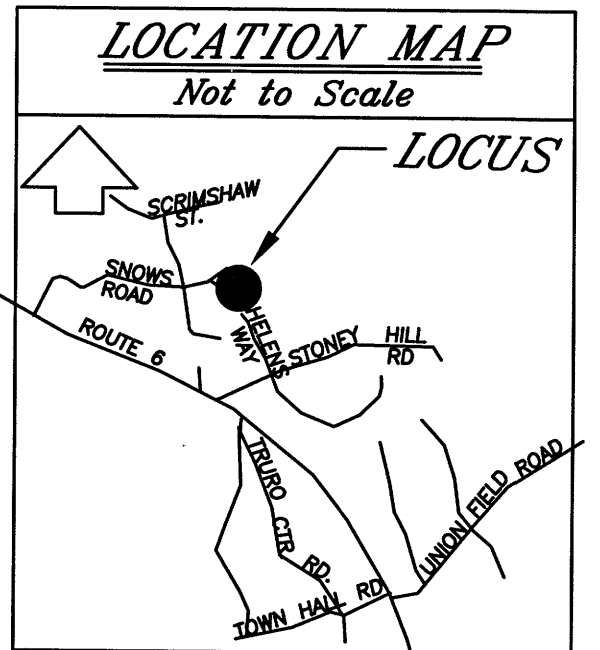 LOCATION MAP
Not to Scale
LOCUS
SCRIMSHAW
ST.
SNOWS
ROAD
HELENS
WAY
STONEY HILL
RD
ROUTE 6
TRURO CTR RD.
UNION FIELD ROAD
TOWN HALL RD